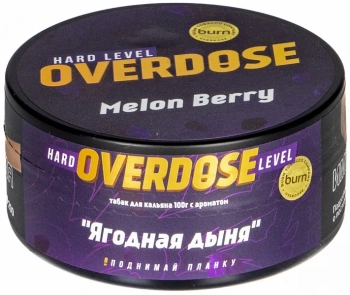 HARD LEVEL
burn
OVERDOSE
Melon Berry
HARD OVERDOSE LEVEL
burn
табак для кальяна 100г с ароматом
"Ягодная дыня"
!ПОДНИМАЙ ПЛАНКУ